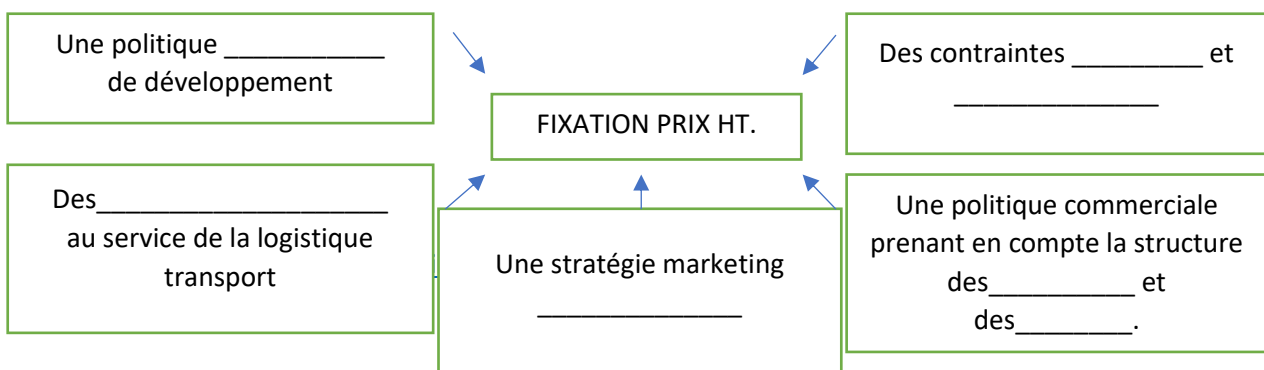 Une politique ___________
de développement
Des contraintes _________ et
______________
FIXATION PRIX HT.
Des____________________
au service de la logistique
transport
Une stratégie marketing
______________
Une politique commerciale
prenant en compte la structure
des__________ et
des________.